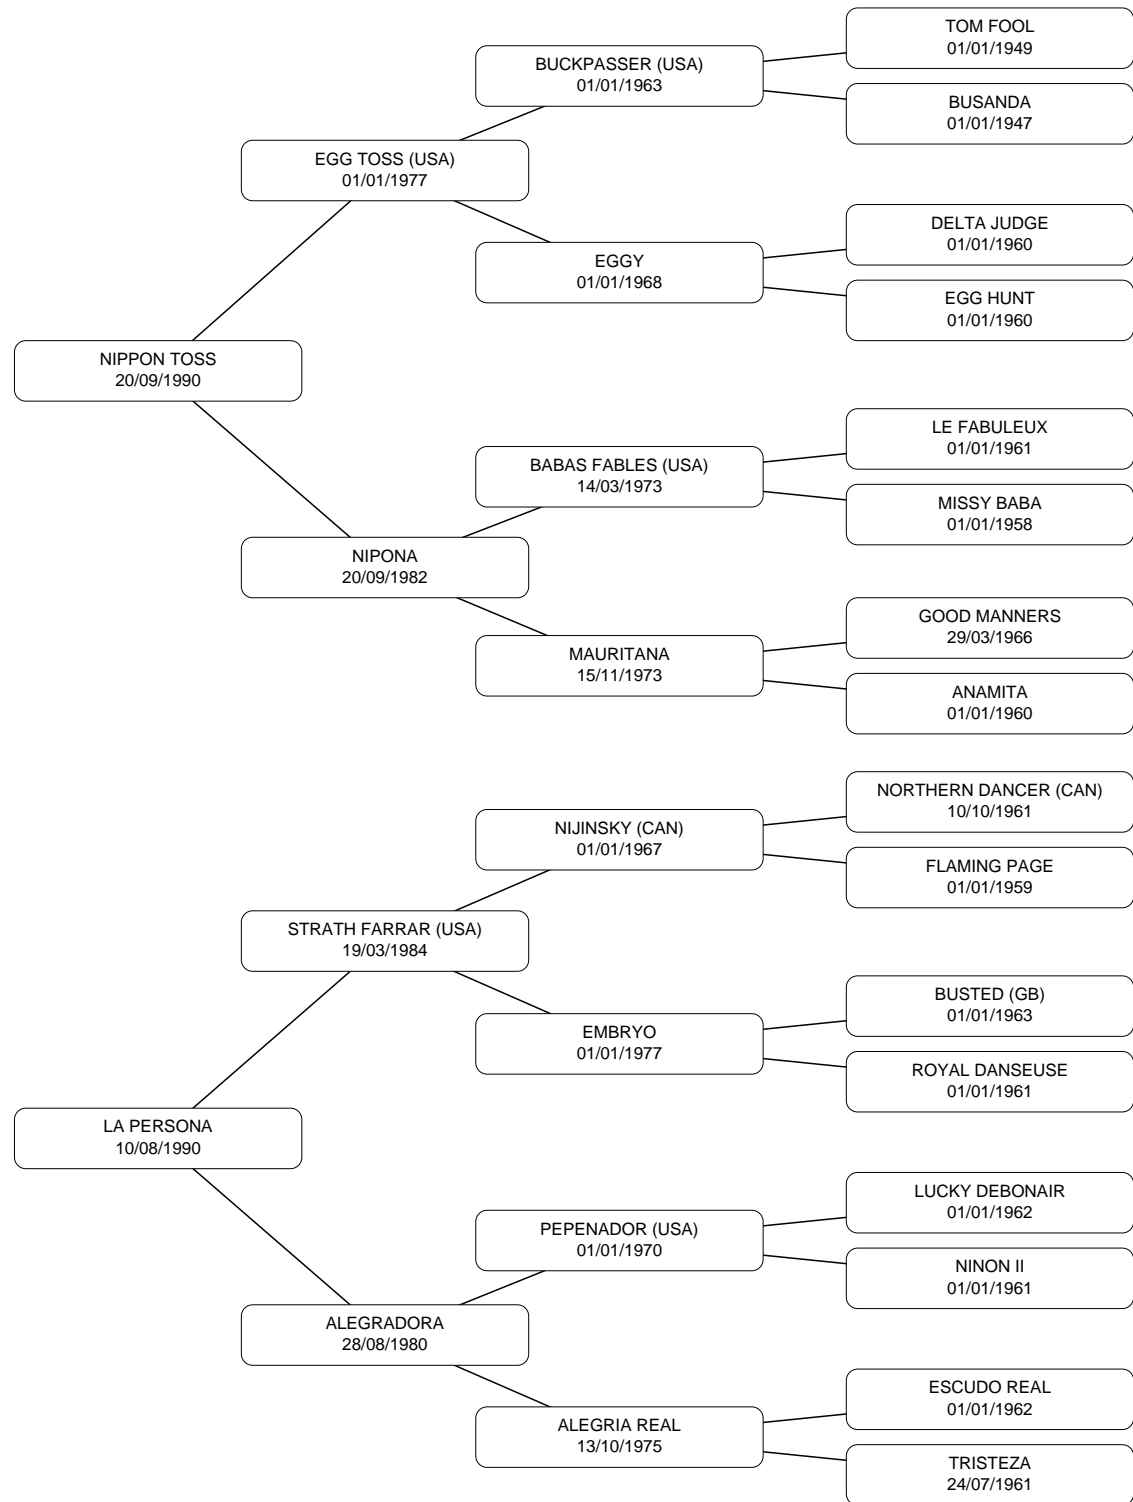 TOM FOOL
01/01/1949
BUCKPASSER (USA)
01/01/1963
BUSANDA
01/01/1947
EGG TOSS (USA)
01/01/1977
DELTA JUDGE
01/01/1960
EGGY
01/01/1968
EGG HUNT
01/01/1960
NIPPON TOSS
20/09/1990
LE FABULEUX
01/01/1961
BABAS FABLES (USA)
14/03/1973
MISSY BABA
01/01/1958
NIPONA
20/09/1982
GOOD MANNERS
29/03/1966
MAURITANA
15/11/1973
ANAMITA
01/01/1960
NORTHERN DANCER (CAN)
10/10/1961
NIJINSKY (CAN)
01/01/1967
FLAMING PAGE
01/01/1959
STRATH FARRAR (USA)
19/03/1984
BUSTED (GB)
01/01/1963
EMBRYO
01/01/1977
ROYAL DANSEUSE
01/01/1961
LA PERSONA
10/08/1990
LUCKY DEBONAIR
01/01/1962
PEPENADOR (USA)
01/01/1970
NINON II
01/01/1961
ALEGRADORA
28/08/1980
ESCUDO REAL
01/01/1962
ALEGRIA REAL
13/10/1975
TRISTEZA
24/07/1961